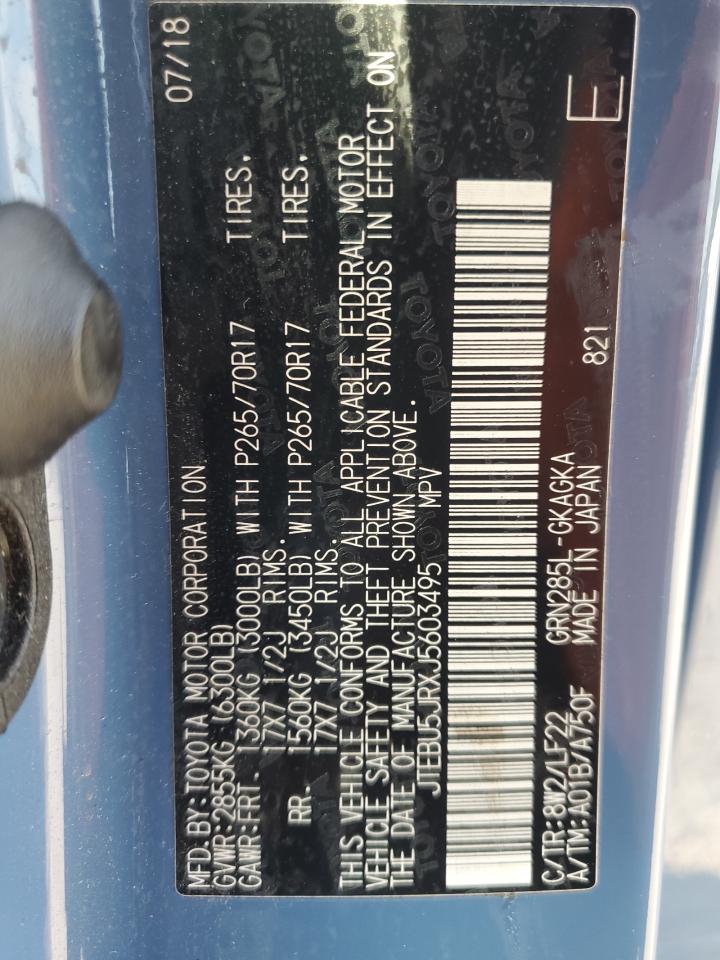 MFD.BY:TOYOTA MOTOR CORPORATION 07/18
GVWR:2855KG (6300LB)
GAWR:FRT. 1360KG (3000LB) WITH P265/70R17 TIRES.
17X7 1/2J RIMS.
RR. 1560KG (3450LB) WITH P265/70R17 TIRES.
17X7 1/2J RIMS.
THIS VEHICLE CONFORMS TO ALL APPLICABLE FEDERAL MOTOR
VEHICLE SAFETY AND THEFT PREVENTION STANDARDS IN EFFECT ON
THE DATE OF MANUFACTURE SHOWN ABOVE.
JTEBU5JRXJ5603495 MPV
C/TR:8W2/LF22 GRN285L-GKAGKA 821 E
A/TM:A01B/A750F MADE IN JAPAN